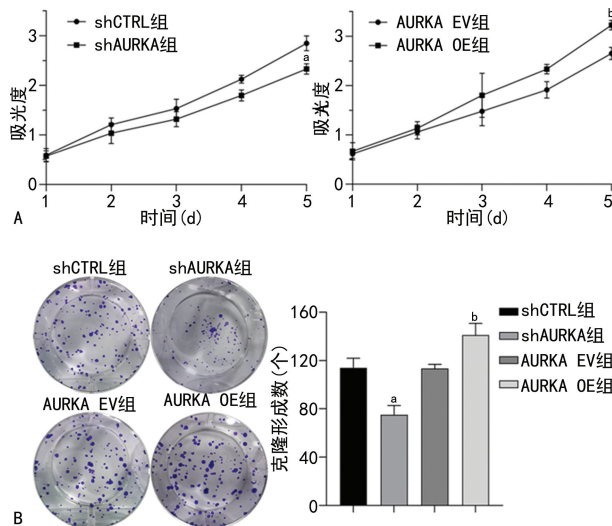 shCTRL组
shAURKA组
3
2
1
0
吸光度
a
1 2 3 4 5
时间(d)
A
AURKA EV组
AURKA OE组
3
2
1
0
吸光度
b
1 2 3 4 5
时间(d)
shCTRL组
shAURKA组
AURKA EV组
AURKA OE组
B
160
120
80
40
0
克隆形成数(个)
a
b
shCTRL组
shAURKA组
AURKA EV组
AURKA OE组